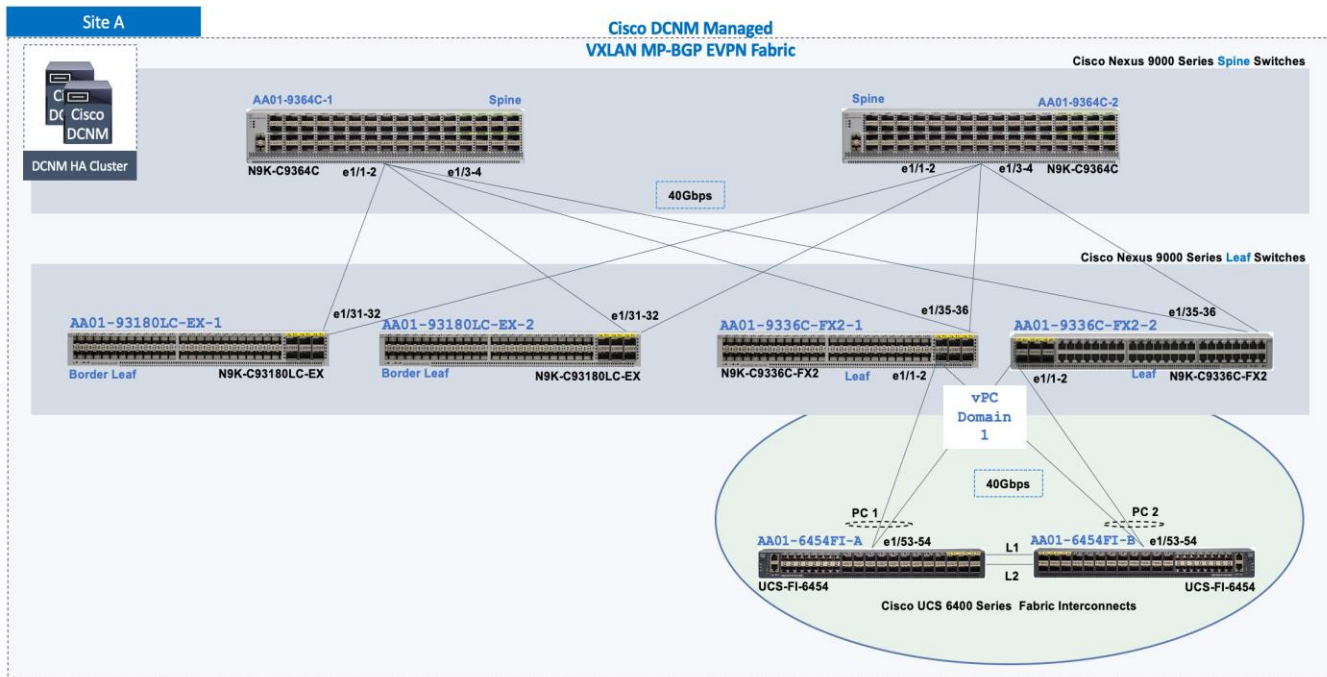 Site A
Cisco DCNM Managed
VXLAN MP-BGP EVPN Fabric
Cisco Nexus 9000 Series Spine Switches
Ci
DC
Cisco
DCNM
DCNM HA Cluster
AA01-9364C-1
Spine
Spine
AA01-9364C-2
N9K-C9364C
e1/1-2
e1/3-4
e1/1-2
e1/3-4
N9K-C9364C
40Gbps
Cisco Nexus 9000 Series Leaf Switches
e1/31-32
e1/31-32
e1/35-36
e1/35-36
AA01-93180LC-EX-1
AA01-93180LC-EX-2
AA01-9336C-FX2-1
AA01-9336C-FX2-2
Border Leaf
N9K-C93180LC-EX
Border Leaf
N9K-C93180LC-EX
N9K-C9336C-FX2
Leaf
e1/1-2
e1/1-2
Leaf
N9K-C9336C-FX2
vPC
Domain
1
40Gbps
PC 1
PC 2
AA01-6454FI-A
e1/53-54
L1
AA01-6454FI-B
e1/53-54
L2
UCS-FI-6454
UCS-FI-6454
Cisco UCS 6400 Series Fabric Interconnects